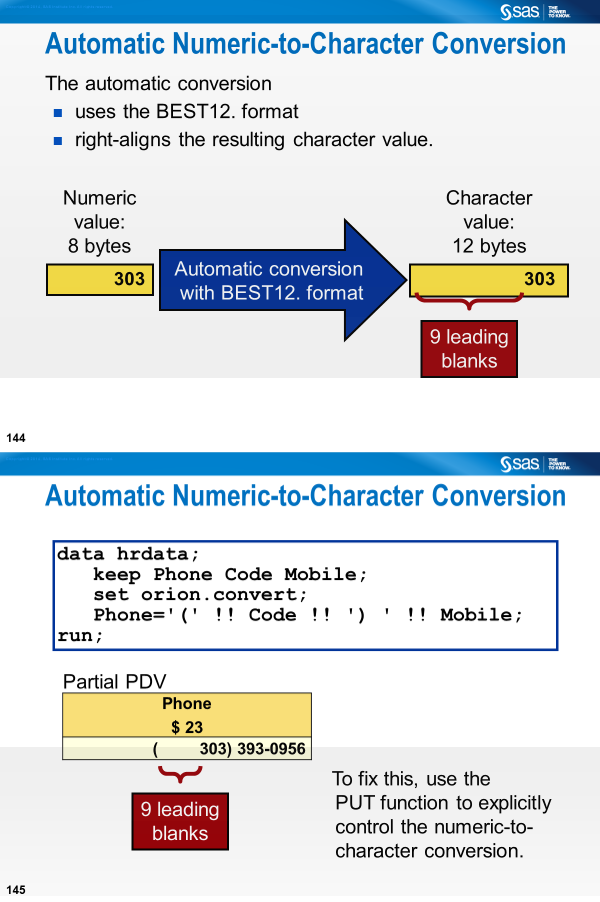 sas THE POWER TO KNOW.
Automatic Numeric-to-Character Conversion
The automatic conversion
■ uses the BEST12. format
■ right-aligns the resulting character value.
Numeric
value:
8 bytes
303
Automatic conversion
with BEST12. format
Character
value:
12 bytes
303
9 leading
blanks
144
sas THE POWER TO KNOW.
Automatic Numeric-to-Character Conversion
data hrdata;
keep Phone Code Mobile;
set orion.convert;
Phone='(' !! Code !! ') ' !! Mobile;
run;
Partial PDV
Phone
$ 23
(         303) 393-0956
9 leading
blanks
To fix this, use the
PUT function to explicitly
control the numeric-to-
character conversion.
145